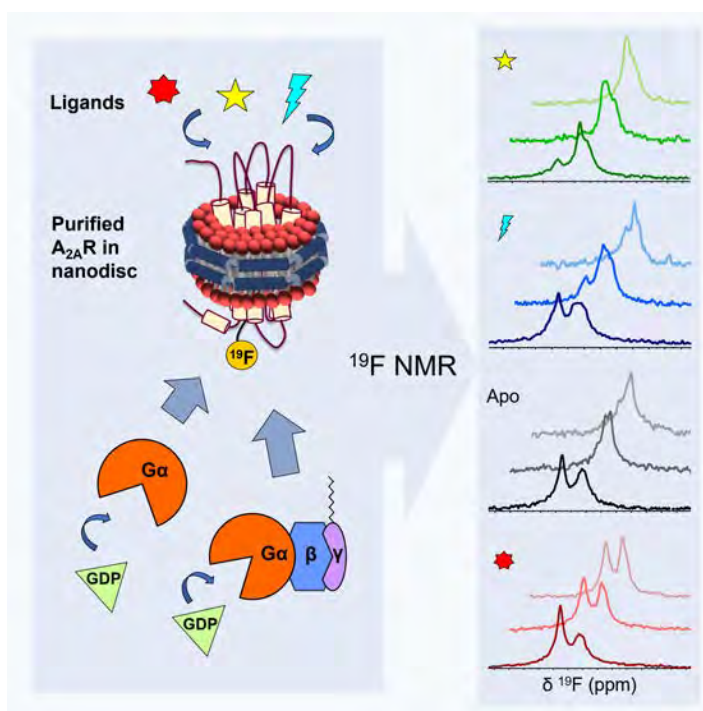 Ligands
Purified
A₂ₐR in
nanodisc
¹⁹F
Gα
GDP
Gα
β
γ
GDP
¹⁹F NMR
Apo
δ ¹⁹F (ppm)